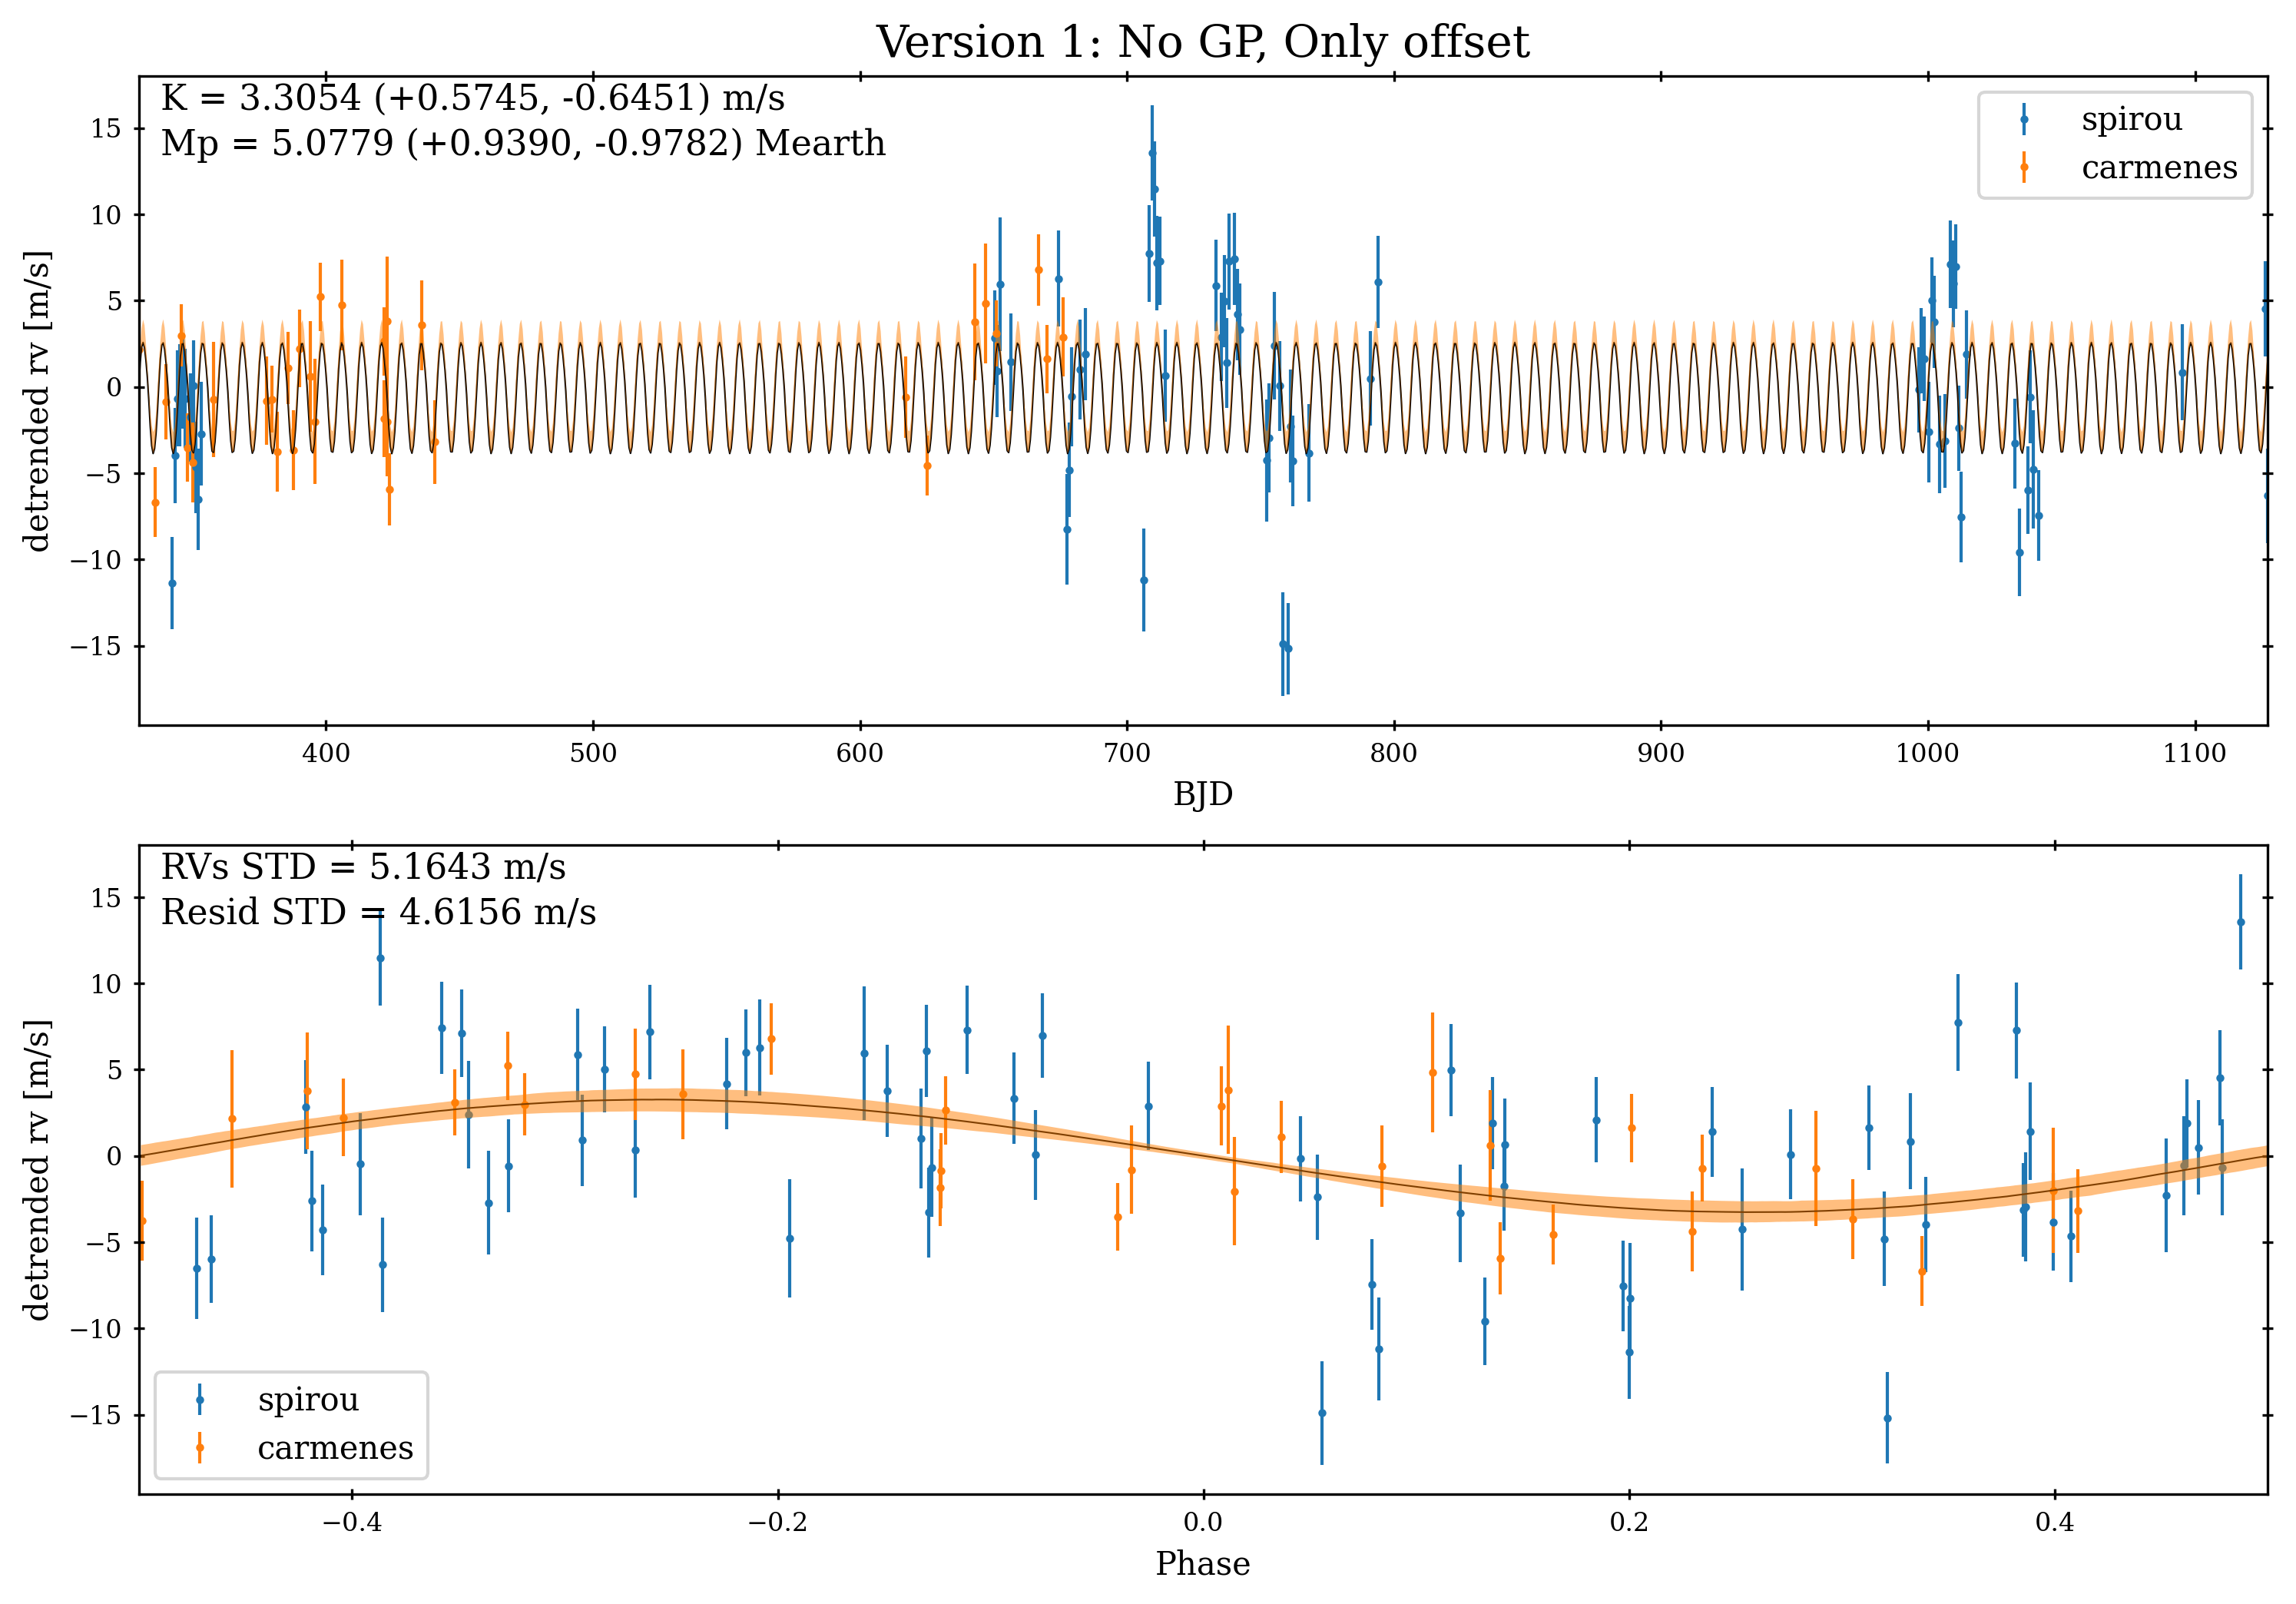 Version 1: No GP, Only offset
K = 3.3054 (+0.5745, -0.6451) m/s
Mp = 5.0779 (+0.9390, -0.9782) Mearth
spirou
carmenes
detrended rv [m/s]
15
10
5
0
−5
−10
−15
400 500 600 700 800 900 1000 1100
BJD
RVs STD = 5.1643 m/s
Resid STD = 4.6156 m/s
detrended rv [m/s]
15
10
5
0
−5
−10
−15
spirou
carmenes
−0.4 −0.2 0.0 0.2 0.4
Phase